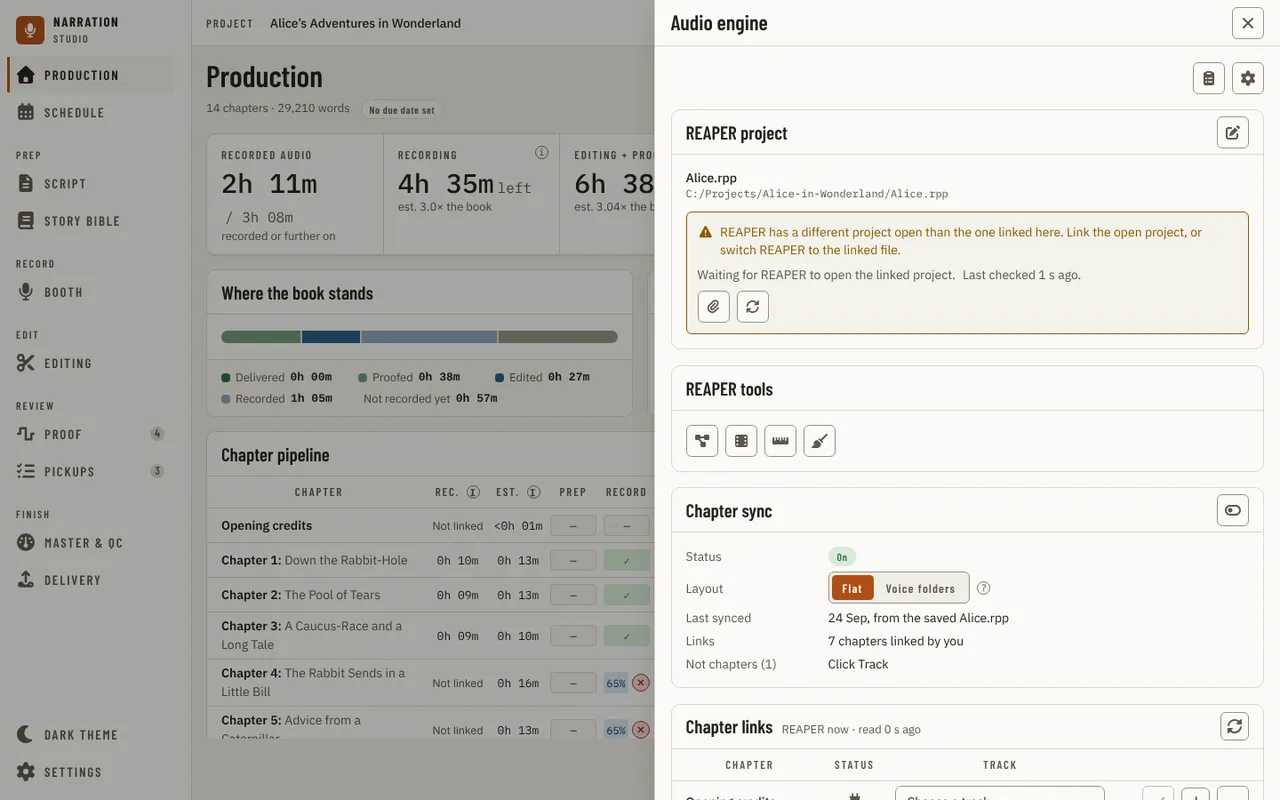 NARRATION
STUDIO
PRODUCTION
SCHEDULE
PREP
SCRIPT
STORY BIBLE
RECORD
BOOTH
EDIT
EDITING
REVIEW
PROOF 4
PICKUPS 3
FINISH
MASTER & QC
DELIVERY
DARK THEME
SETTINGS
PROJECT Alice's Adventures in Wonderland
Production
14 chapters · 29,210 words No due date set
RECORDED AUDIO
2h 11m
/ 3h 08m
recorded or further on
RECORDING
4h 35m left
est. 3.0× the book
EDITING + PRO
6h 38
est. 3.04× the b
Where the book stands
Delivered 0h 00m Proofed 0h 38m Edited 0h 27m
Recorded 1h 05m Not recorded yet 0h 57m
Chapter pipeline
CHAPTER REC. EST. PREP RECORD
Opening credits Not linked <0h 01m – –
Chapter 1: Down the Rabbit-Hole 0h 10m 0h 13m – ✓
Chapter 2: The Pool of Tears 0h 09m 0h 13m – ✓
Chapter 3: A Caucus-Race and a
Long Tale 0h 09m 0h 10m – ✓
Chapter 4: The Rabbit Sends in a
Little Bill Not linked 0h 16m – 65%
Chapter 5: Advice from a
Caterpillar Not linked 0h 13m – 65%
Audio engine
REAPER project
Alice.rpp
C:/Projects/Alice-in-Wonderland/Alice.rpp
REAPER has a different project open than the one linked here. Link the open project, or
switch REAPER to the linked file.
Waiting for REAPER to open the linked project. Last checked 1 s ago.
REAPER tools
Chapter sync
Status On
Layout Flat Voice folders ?
Last synced 24 Sep, from the saved Alice.rpp
Links 7 chapters linked by you
Not chapters (1) Click Track
Chapter links REAPER now · read 0 s ago
CHAPTER STATUS TRACK
Opening credits Choose a track